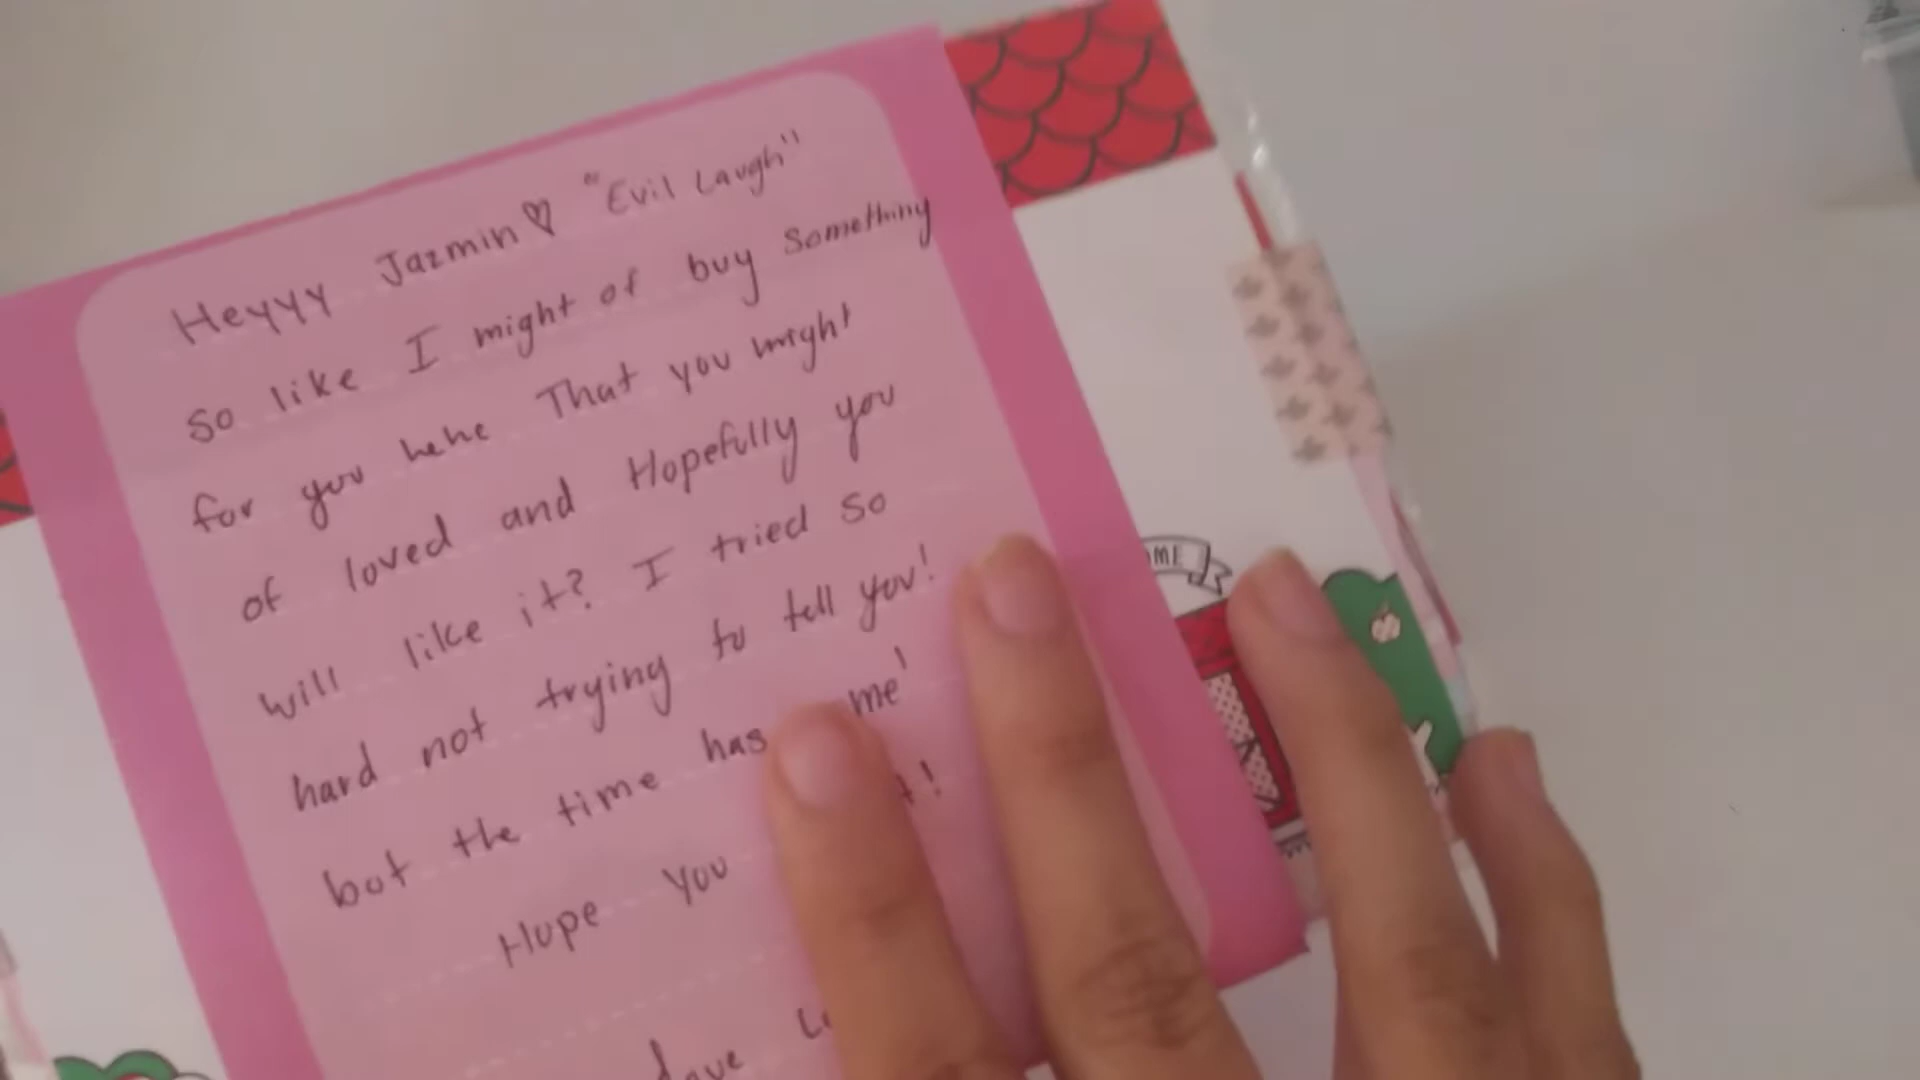 Heyyy Jazmin♡ "Evil Laugh"
so like I might of buy something
for you hehe That you might
of loved and Hopefully you
will like it? I tried so
hard not trying to tell you!
but the time has me!
Hope you